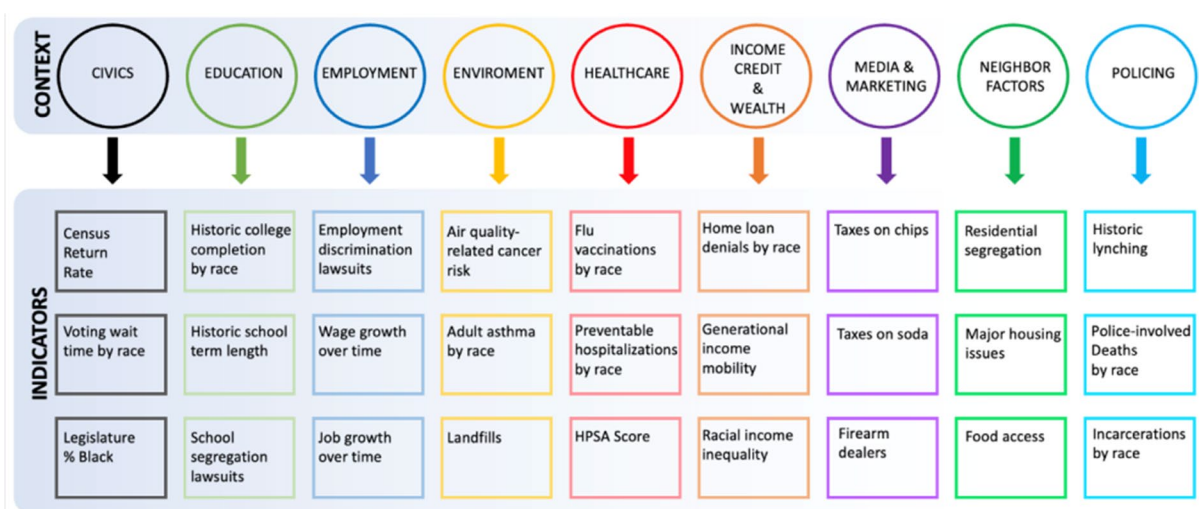 CONTEXT
CIVICS
EDUCATION
EMPLOYMENT
ENVIROMENT
HEALTHCARE
INCOME
CREDIT
&
WEALTH
MEDIA &
MARKETING
NEIGHBOR
FACTORS
POLICING
INDICATORS
Census
Return
Rate
Historic college
completion
by race
Employment
discrimination
lawsuits
Air quality-
related cancer
risk
Flu
vaccinations
by race
Home loan
denials by race
Taxes on chips
Residential
segregation
Historic
lynching
Voting wait
time by race
Historic school
term length
Wage growth
over time
Adult asthma
by race
Preventable
hospitalizations
by race
Generational
income
mobility
Taxes on soda
Major housing
issues
Police-involved
Deaths
by race
Legislature
% Black
School
segregation
lawsuits
Job growth
over time
Landfills
HPSA Score
Racial income
inequality
Firearm
dealers
Food access
Incarcerations
by race